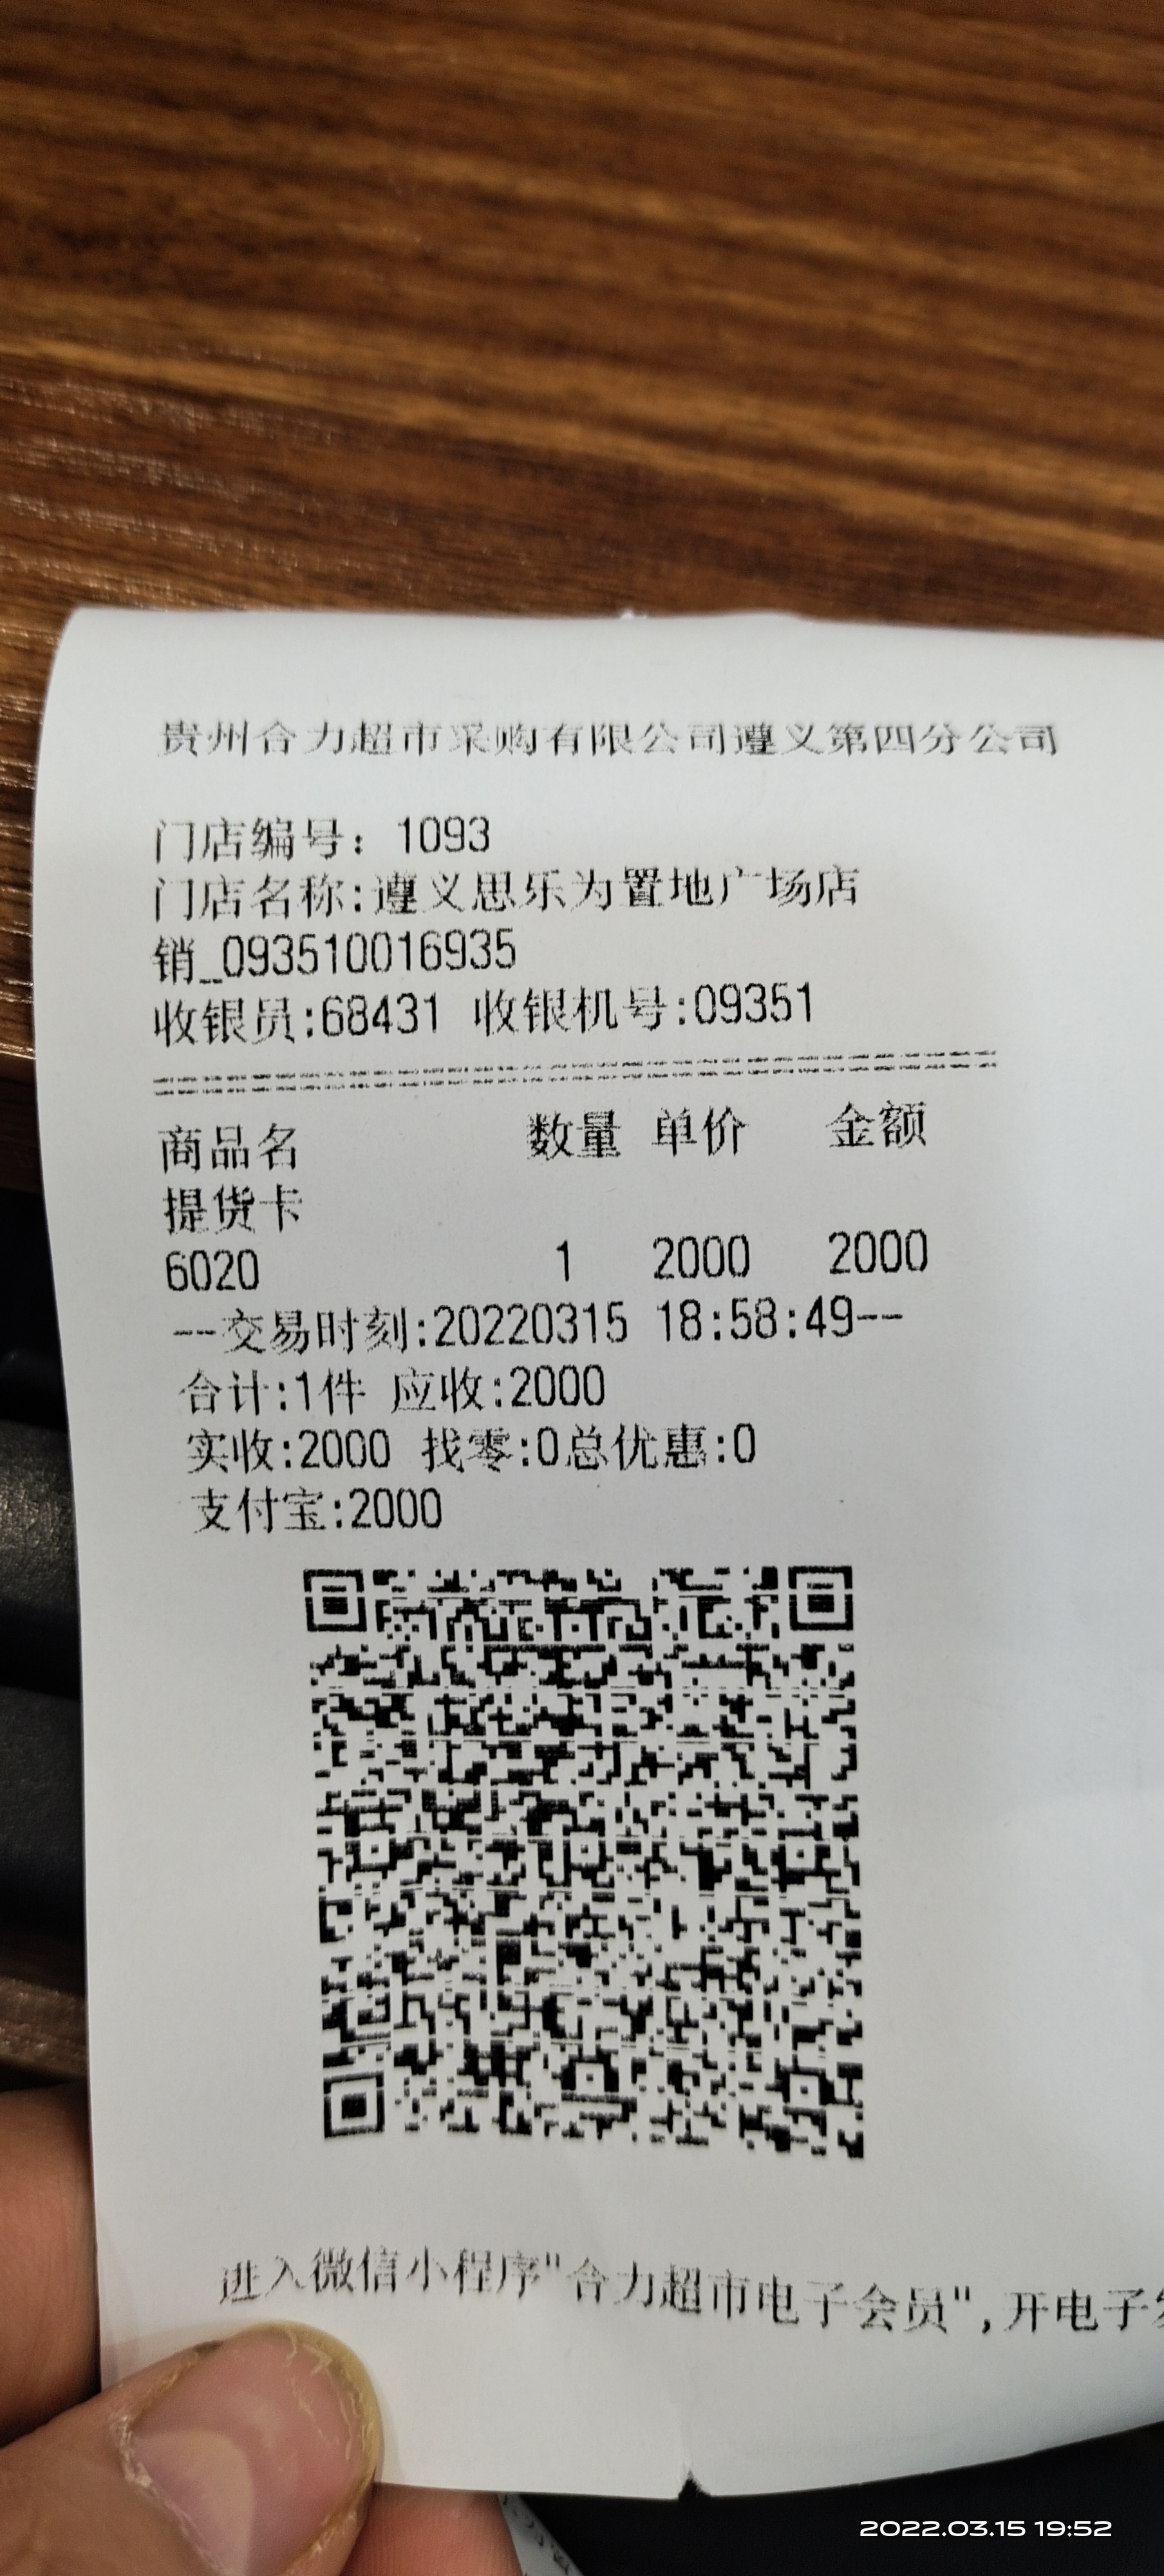 贵州合力超市采购有限公司遵义第四分公司
门店编号: 1093
门店名称:遵义思乐为置地广场店
销_093510016935
收银员:68431 收银机号:09351
商品名 数量 单价 金额
提货卡
6020 1 2000 2000
--交易时刻:20220315 18:58:49--
合计:1件 应收:2000
实收:2000 找零:0总优惠:0
支付宝:2000
进入微信小程序"合力超市电子会员",开电子
2022.03.15 19:52